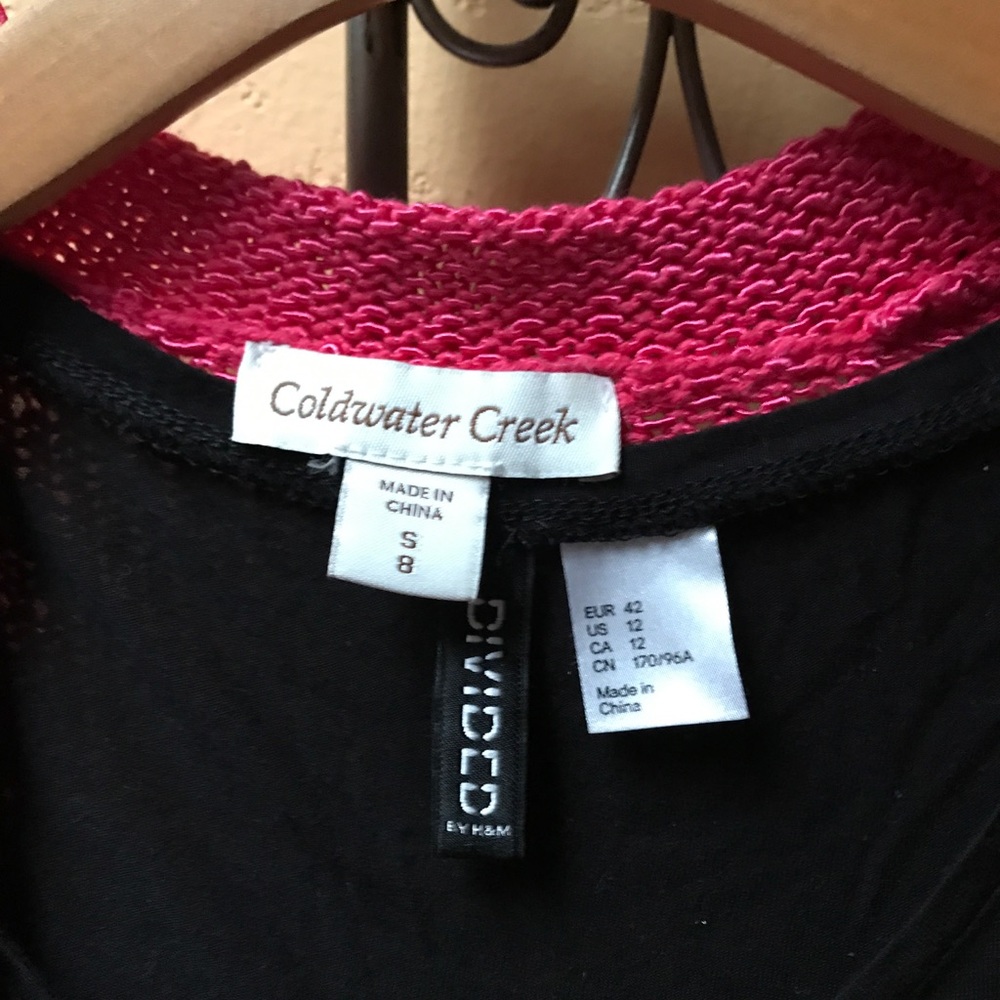 Coldwater Creek
MADE IN
CHINA
S
8
DIVIDED
BY H&M
EUR 42
US 12
CA 12
CN 170/96A
Made in
China